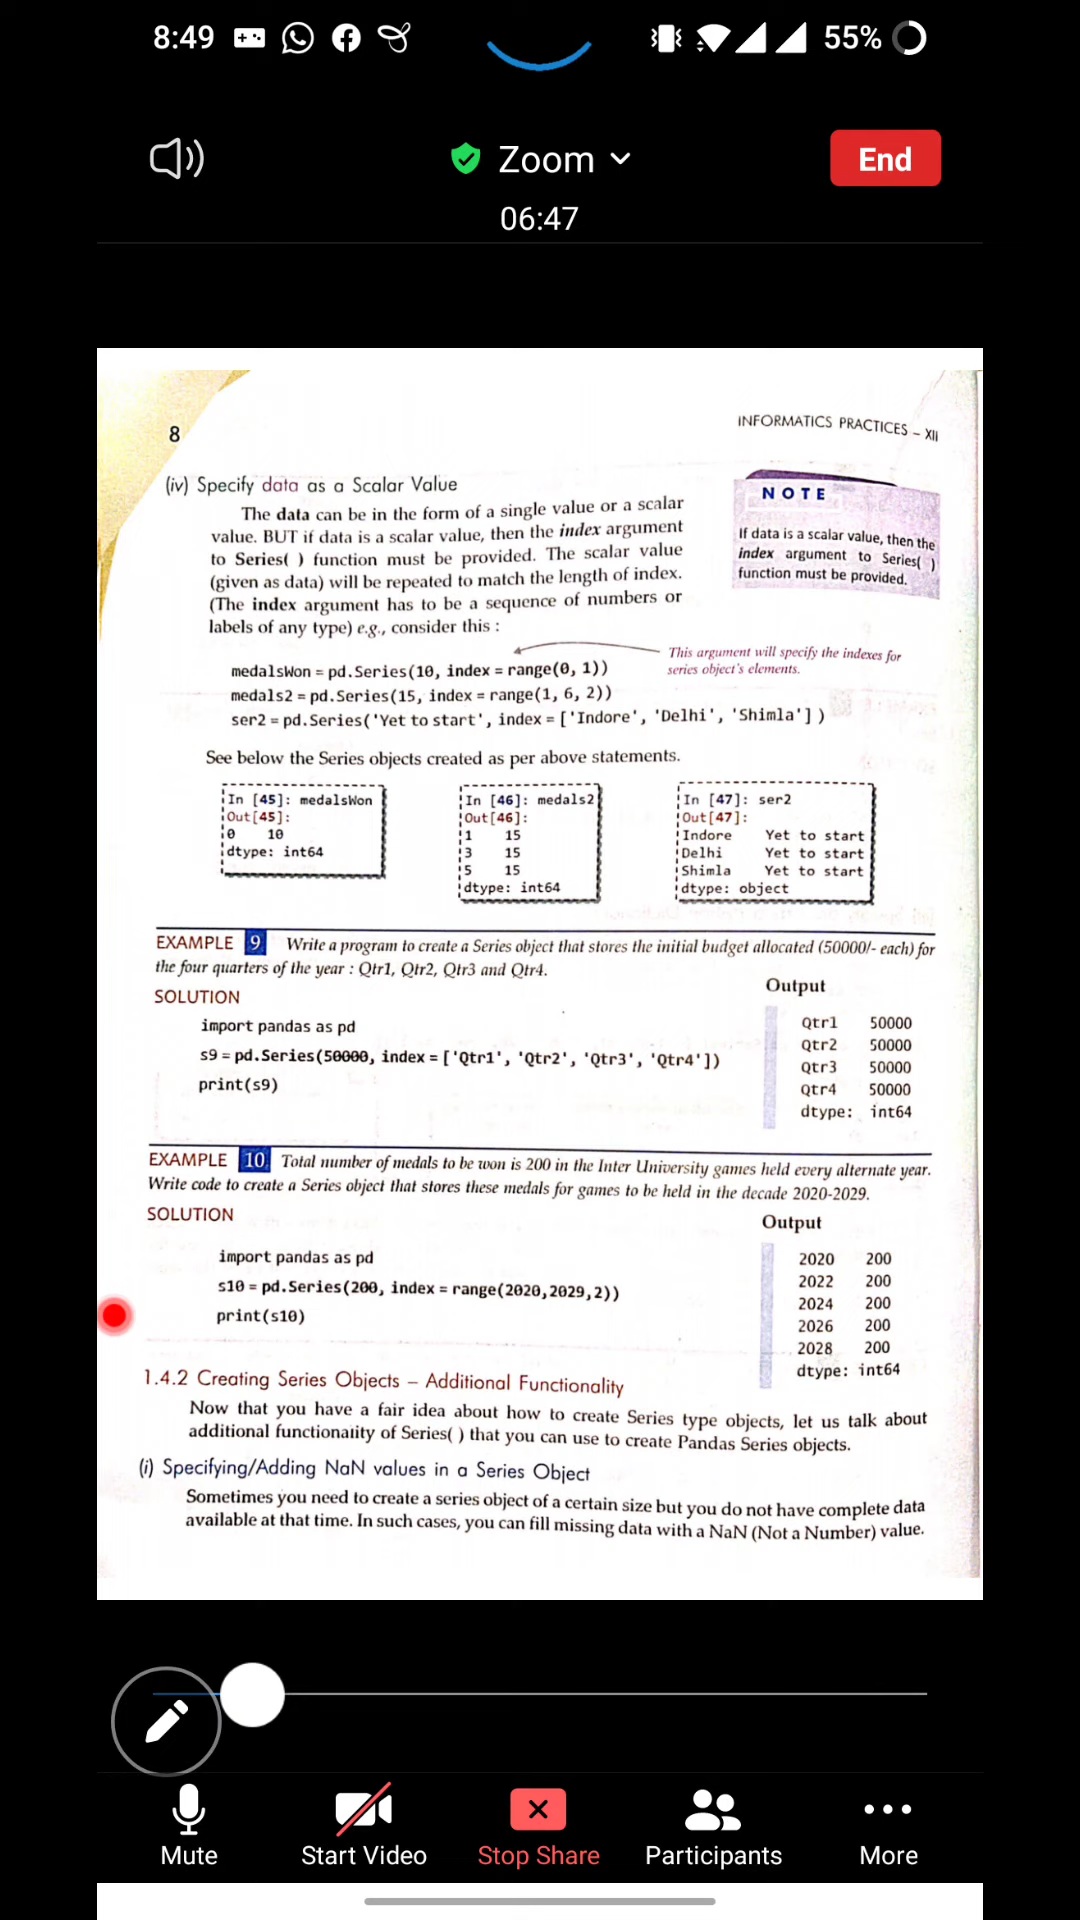 8:49
55%
Zoom
End
06:47
8
INFORMATICS PRACTICES – XII
(iv) Specify data as a Scalar Value
The data can be in the form of a single value or a scalar
value. BUT if data is a scalar value, then the index argument
to Series( ) function must be provided. The scalar value
(given as data) will be repeated to match the length of index.
(The index argument has to be a sequence of numbers or
labels of any type) e.g., consider this :
NOTE
If data is a scalar value, then the
index argument to Series( )
function must be provided.
This argument will specify the indexes for
series object's elements.
medalsWon = pd.Series(10, index = range(0, 1))
medals2 = pd.Series(15, index = range(1, 6, 2))
ser2 = pd.Series('Yet to start', index = ['Indore', 'Delhi', 'Shimla'] )
See below the Series objects created as per above statements.
In [45]: medalsWon
Out[45]:
0 10
dtype: int64
In [46]: medals2
Out[46]:
1 15
3 15
5 15
dtype: int64
In [47]: ser2
Out[47]:
Indore Yet to start
Delhi Yet to start
Shimla Yet to start
dtype: object
EXAMPLE 9 Write a program to create a Series object that stores the initial budget allocated (50000/- each) for
the four quarters of the year : Qtr1, Qtr2, Qtr3 and Qtr4.
SOLUTION
import pandas as pd
s9 = pd.Series(50000, index = ['Qtr1', 'Qtr2', 'Qtr3', 'Qtr4'])
print(s9)
Output
Qtr1 50000
Qtr2 50000
Qtr3 50000
Qtr4 50000
dtype: int64
EXAMPLE 10 Total number of medals to be won is 200 in the Inter University games held every alternate year.
Write code to create a Series object that stores these medals for games to be held in the decade 2020-2029.
SOLUTION
import pandas as pd
s10 = pd.Series(200, index = range(2020,2029,2))
print(s10)
Output
2020 200
2022 200
2024 200
2026 200
2028 200
dtype: int64
1.4.2 Creating Series Objects – Additional Functionality
Now that you have a fair idea about how to create Series type objects, let us talk about
additional functionality of Series( ) that you can use to create Pandas Series objects.
(i) Specifying/Adding NaN values in a Series Object
Sometimes you need to create a series object of a certain size but you do not have complete data
available at that time. In such cases, you can fill missing data with a NaN (Not a Number) value.
Mute
Start Video
Stop Share
Participants
More